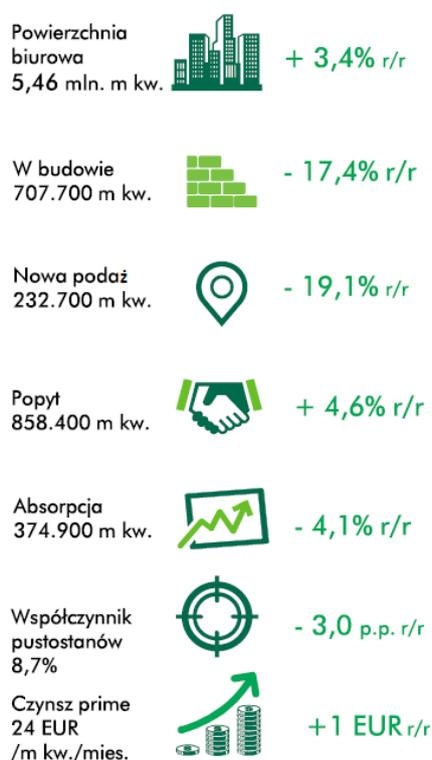 Powierzchnia
biurowa
5,46 mln. m kw.
+ 3,4% r/r
W budowie
707.700 m kw.
- 17,4% r/r
Nowa podaż
232.700 m kw.
- 19,1% r/r
Popyt
858.400 m kw.
+ 4,6% r/r
Absorpcja
374.900 m kw.
- 4,1% r/r
Współczynnik
pustostanów
8,7%
- 3,0 p.p. r/r
Czynsz prime
24 EUR
/m kw./mies.
+1 EUR r/r